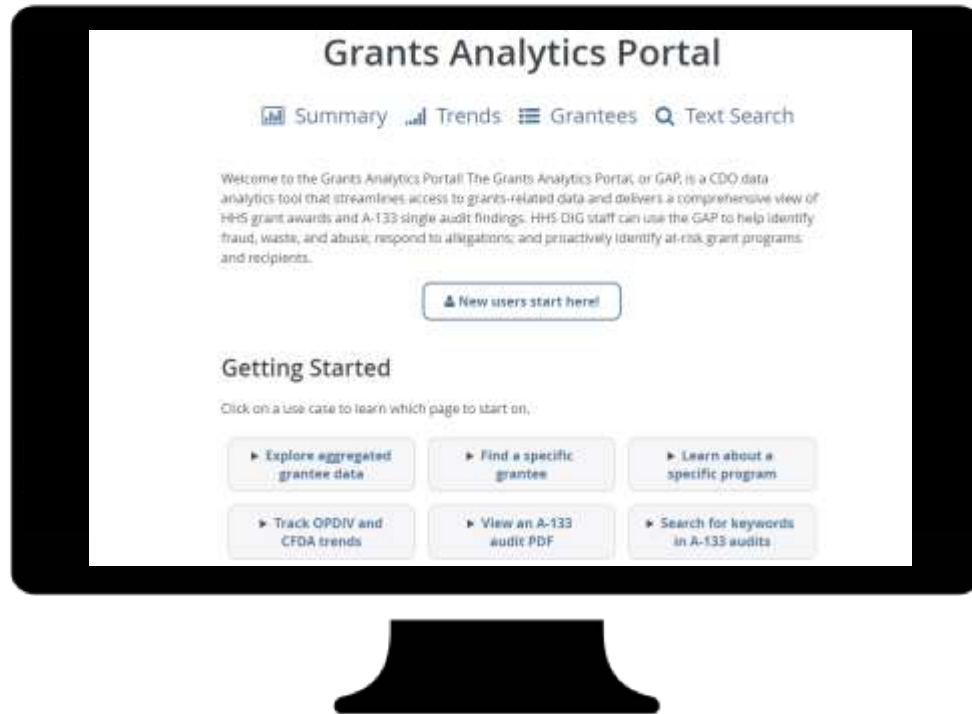 Grants Analytics Portal
Summary Trends Grantees Text Search
Welcome to the Grants Analytics Portal! The Grants Analytics Portal, or GAP, is a CDO data
analytics tool that streamlines access to grants-related data and delivers a comprehensive view of
HHS grant awards and A-133 single audit findings. HHS OIG staff can use the GAP to help identify
fraud, waste, and abuse; respond to allegations; and proactively identify at-risk grant programs
and recipients.
New users start here!
Getting Started
Click on a use case to learn which page to start on.
Explore aggregated
grantee data
Find a specific
grantee
Learn about a
specific program
Track OPDIV and
CFDA trends
View an A-133
audit PDF
Search for keywords
in A-133 audits